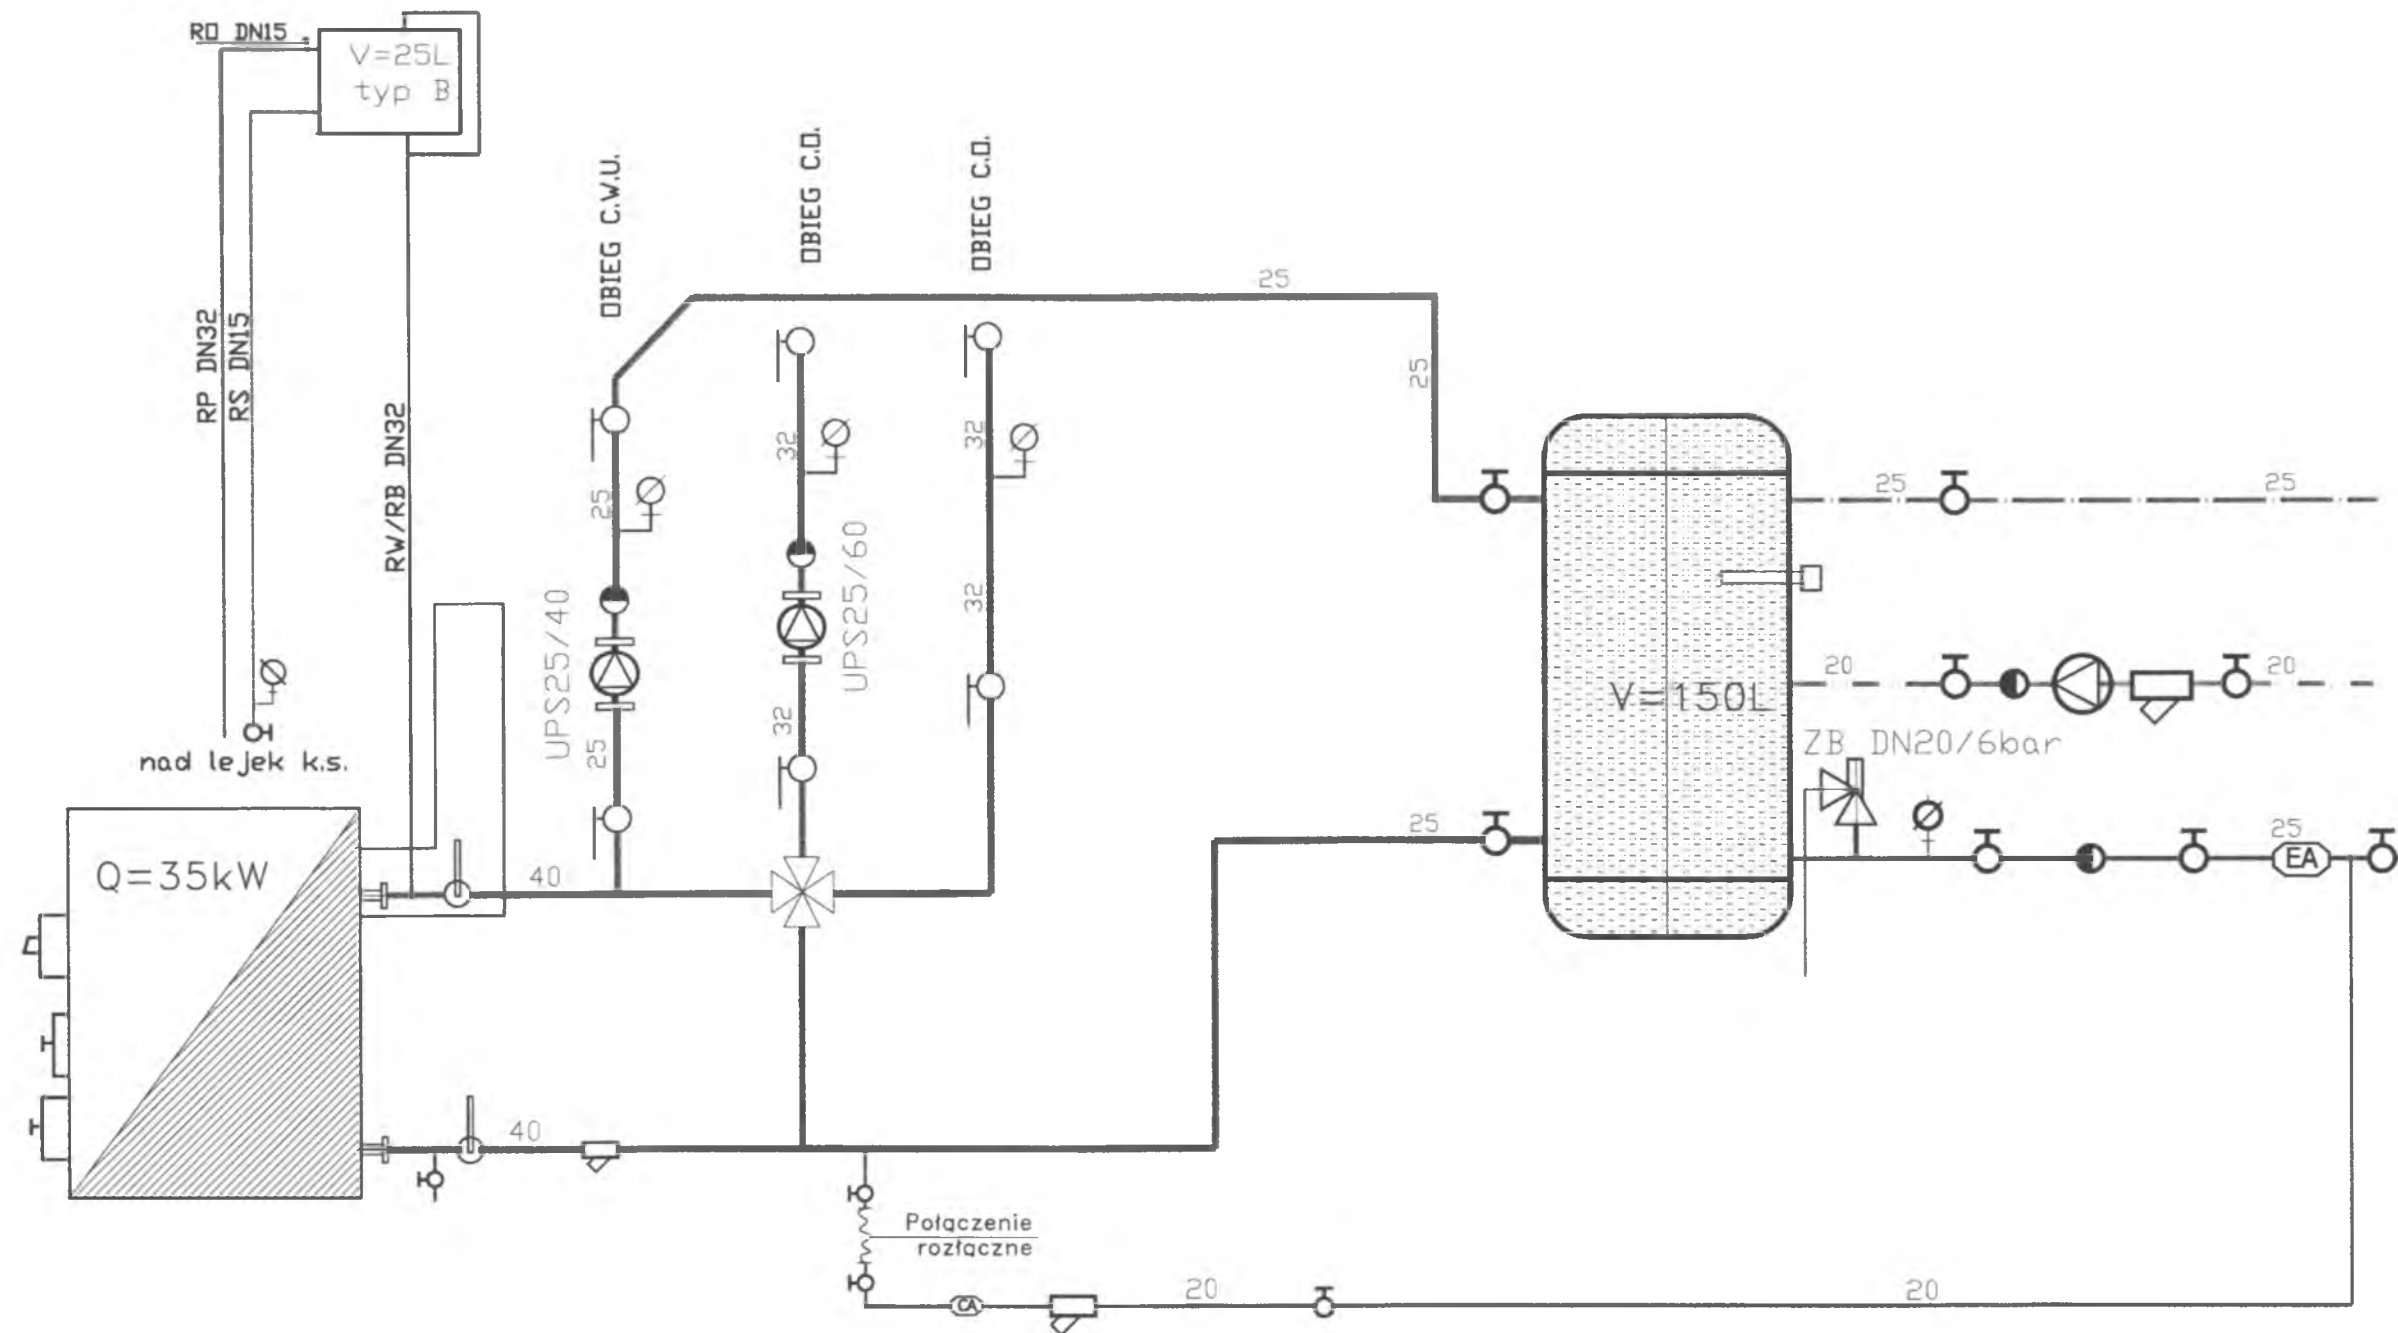 RO DN15
V=25L
typ B
RP DN32
RS DN15
RW/RB DN32
nad lejek k.s.
OBIEG C.W.U.
OBIEG C.O.
OBIEG C.O.
25
25
25
32
32
25
UPS25/40
UPS25/60
32
25
32
V=150L
25
25
20
20
ZB DN20/6bar
25
25
EA
Q=35kW
40
40
Połączenie
rozłączne
CA
20
20